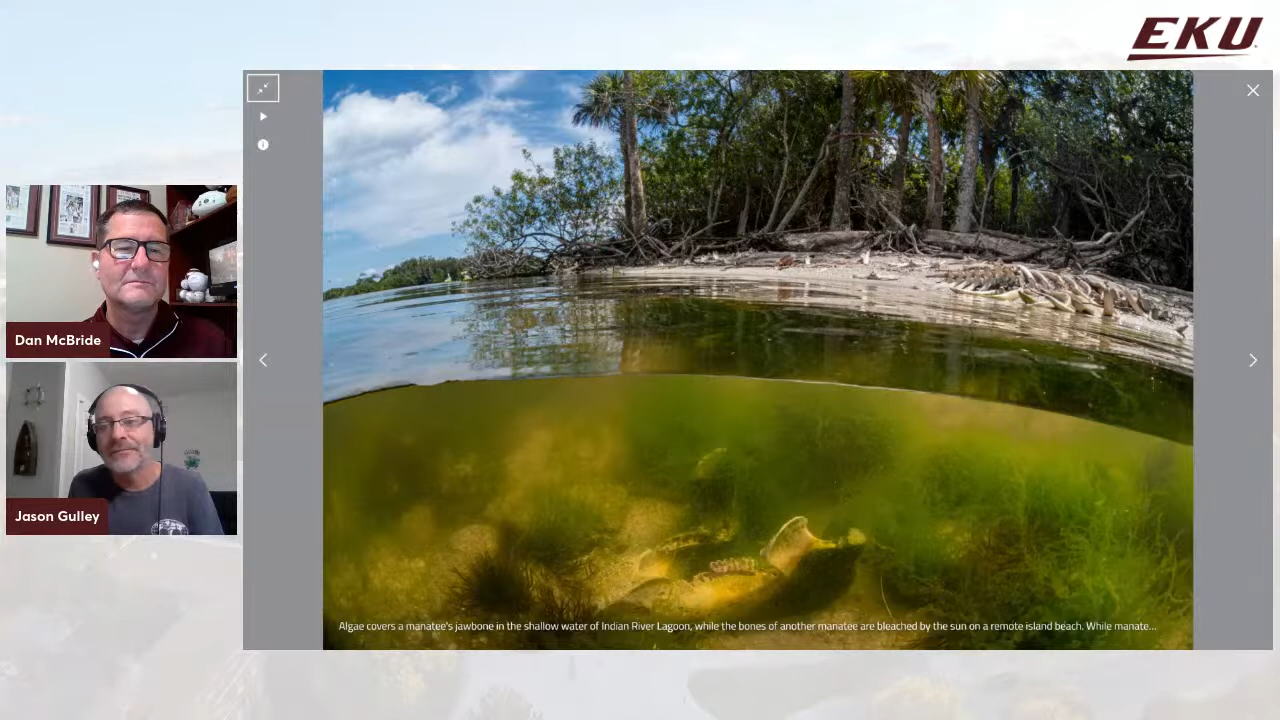 EKU
Dan McBride
Jason Gulley
Algae covers a manatee's jawbone in the shallow water of Indian River Lagoon, while the bones of another manatee are bleached by the sun on a remote island beach. While manate...